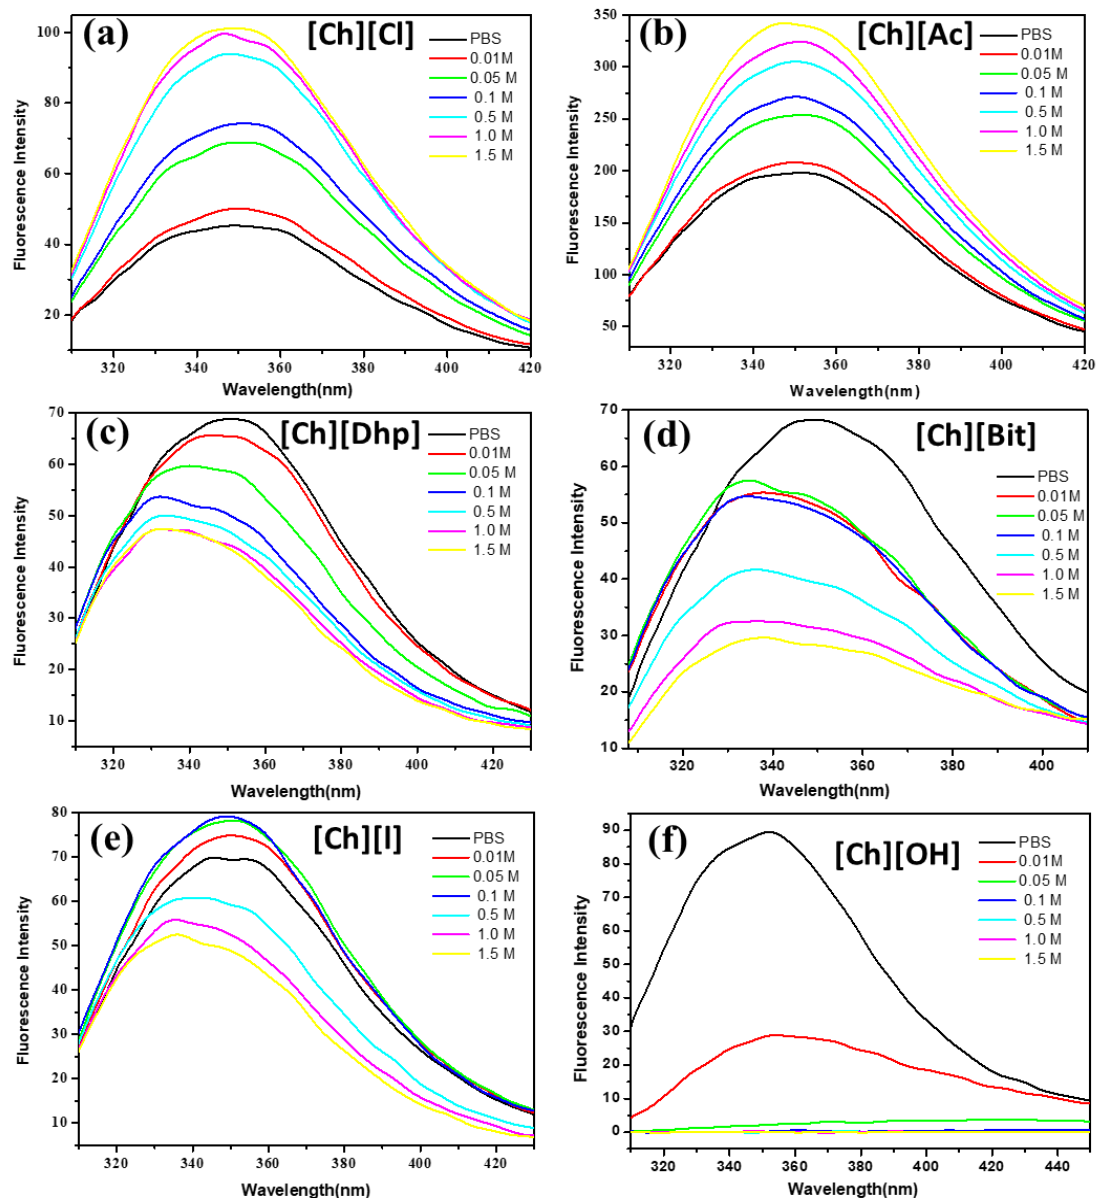 (a)
[Ch][Cl]
PBS
0.01M
0.05 M
0.1 M
0.5 M
1.0 M
1.5 M
100
80
60
40
20
Fluorescence Intensity
320
340
360
380
400
420
Wavelength(nm)
(b)
[Ch][Ac]
PBS
0.01M
0.05 M
0.1 M
0.5 M
1.0 M
1.5 M
350
300
250
200
150
100
50
Fluorescence Intensity
320
340
360
380
400
420
Wavelength(nm)
(c)
[Ch][Dhp]
PBS
0.01M
0.05 M
0.1 M
0.5 M
1.0 M
1.5 M
70
60
50
40
30
20
10
Fluorescence Intensity
320
340
360
380
400
420
Wavelength(nm)
(d)
[Ch][Bit]
PBS
0.01M
0.05 M
0.1 M
0.5 M
1.0 M
1.5 M
70
60
50
40
30
20
10
Fluorescence Intensity
320
340
360
380
400
Wavelength(nm)
(e)
[Ch][I]
PBS
0.01M
0.05 M
0.1 M
0.5 M
1.0 M
1.5 M
80
70
60
50
40
30
20
10
Fluorescence Intensity
320
340
360
380
400
420
Wavelength(nm)
(f)
[Ch][OH]
PBS
0.01M
0.05 M
0.1 M
0.5 M
1.0 M
1.5 M
90
80
70
60
50
40
30
20
10
0
Fluorescence Intensity
310
340
360
380
400
420
440
Wavelength(nm)